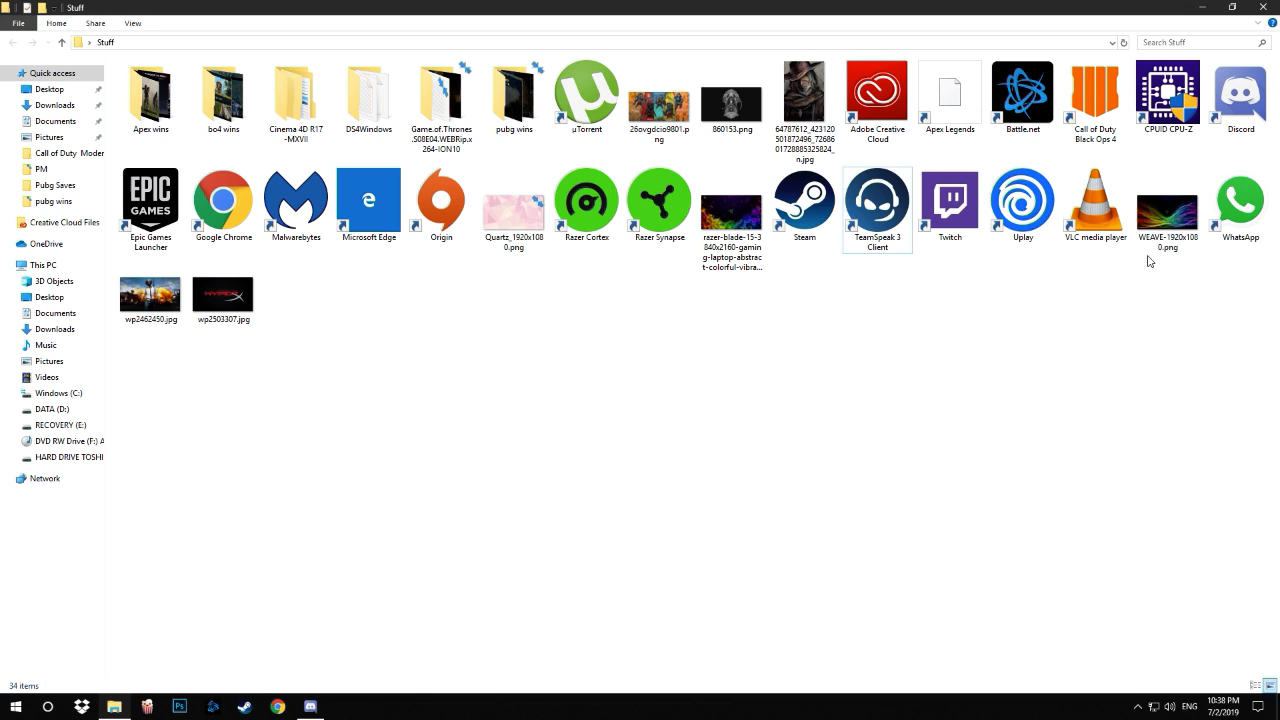 Stuff
File Home Share View
Stuff
Search Stuff
Quick access
Desktop
Downloads
Documents
Pictures
Call of Duty Moder
PM
Pubg Saves
pubg wins
Creative Cloud Files
OneDrive
This PC
3D Objects
Desktop
Documents
Downloads
Music
Pictures
Videos
Windows (C:)
DATA (D:)
RECOVERY (E:)
DVD RW Drive (F:) A
HARD DRIVE TOSHI
Network
Apex wins
bo4 wins
Cinema 4D R17
-MXVII
DS4Windows
Game.of.Thrones
.S08E04.WEBRip.x
264-ION10
pubg wins
µTorrent
26ovgdcio9801.p
ng
860153.png
64787612_423120
501872496_72686
01728885325824_
n.jpg
Adobe Creative
Cloud
Apex Legends
Battle.net
Call of Duty
Black Ops 4
CPUID CPU-Z
Discord
EPIC
GAMES
Epic Games
Launcher
Google Chrome
Malwarebytes
Microsoft Edge
Origin
Quartz_1920x108
0.png
Razer Cortex
Razer Synapse
razer-blade-15-3
840x2160-gamin
g-laptop-abstrac
t-colorful-vibra...
Steam
TeamSpeak 3
Client
Twitch
Uplay
VLC media player
WEAVE-1920x108
0.png
WhatsApp
wp2462450.jpg
HYPERX
wp2503307.jpg
34 items
Ps
ENG
10:38 PM
7/2/2019